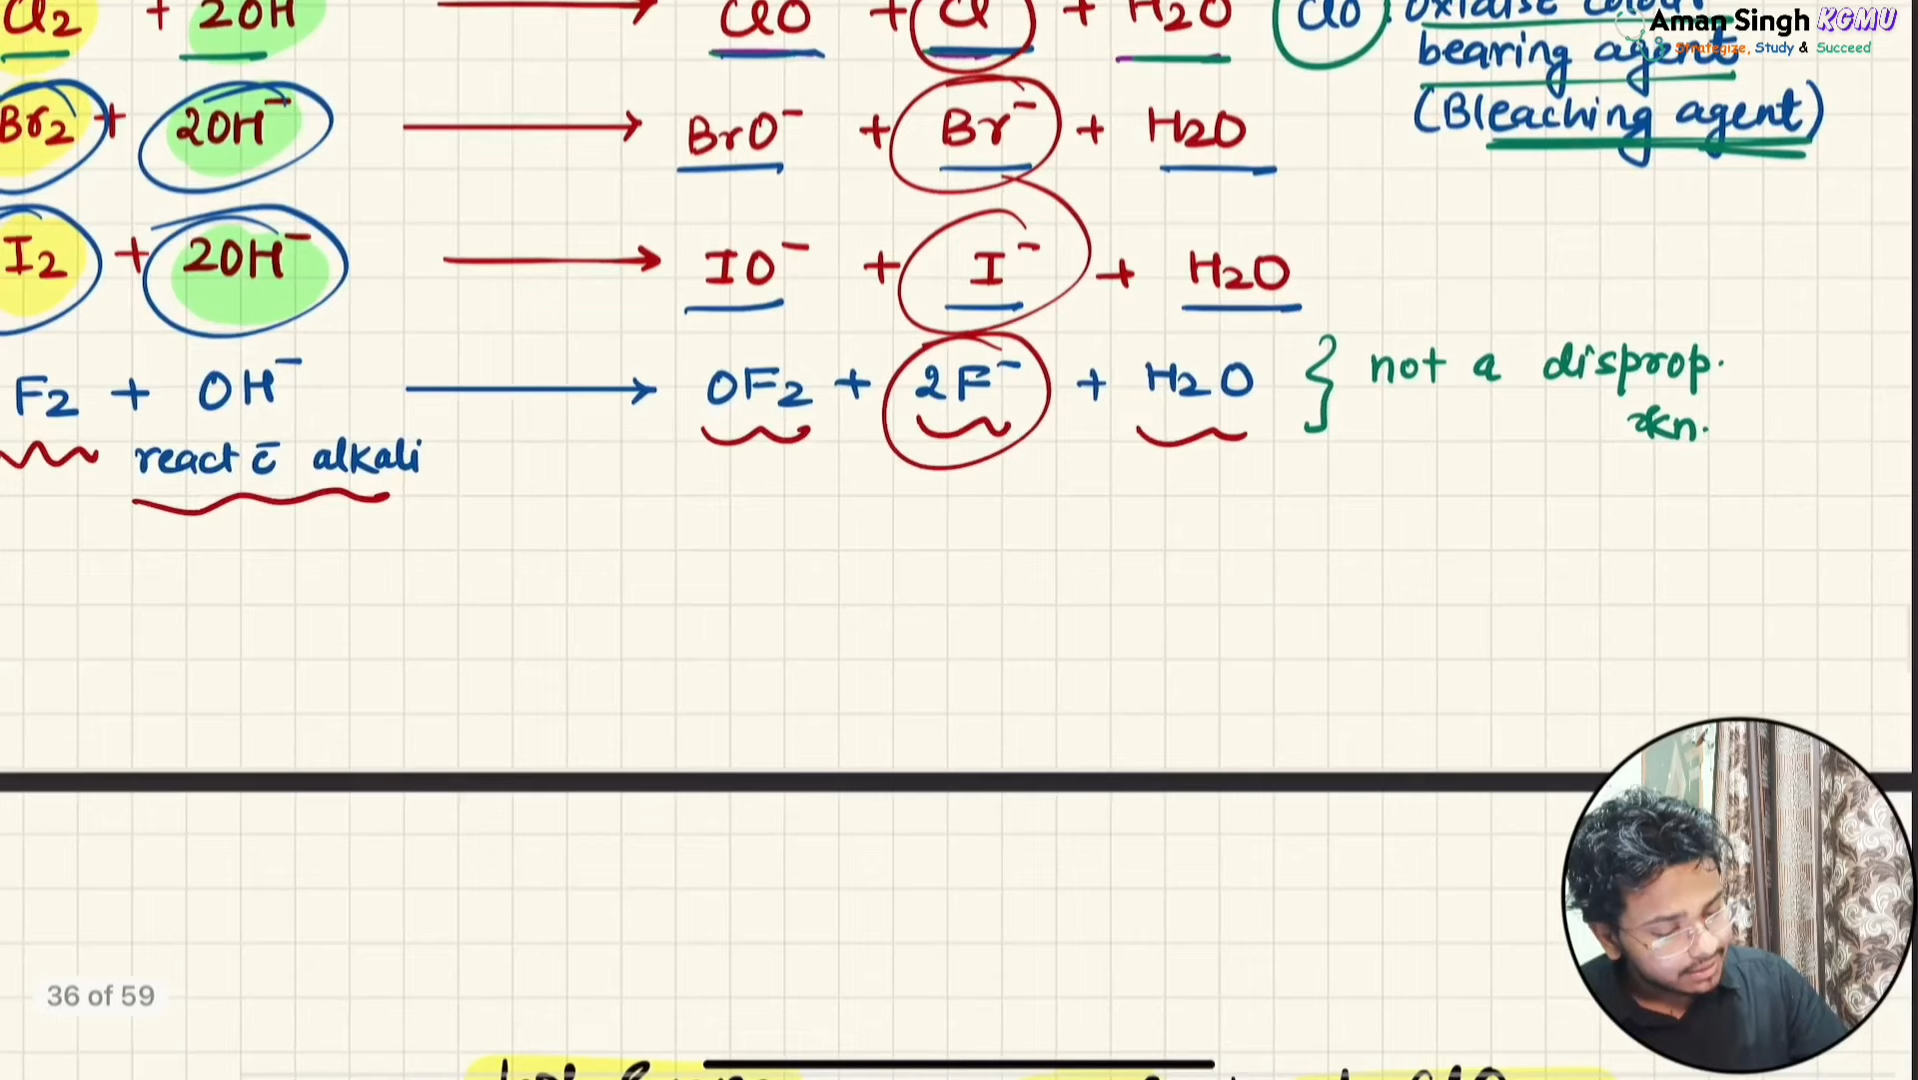 Cl2 + 2OH → ClO + Cl + H2O ClO oxidise colour
Aman Singh KGMU
Strategize, Study & Succeed
bearing agent
(Bleaching agent)
Br2 + 2OH⁻ → BrO⁻ + Br⁻ + H2O
I2 + 2OH⁻ → IO⁻ + I⁻ + H2O
F2 + OH⁻ → OF2 + 2F⁻ + H2O } not a disprop.
rxn.
react c̄ alkali
36 of 59